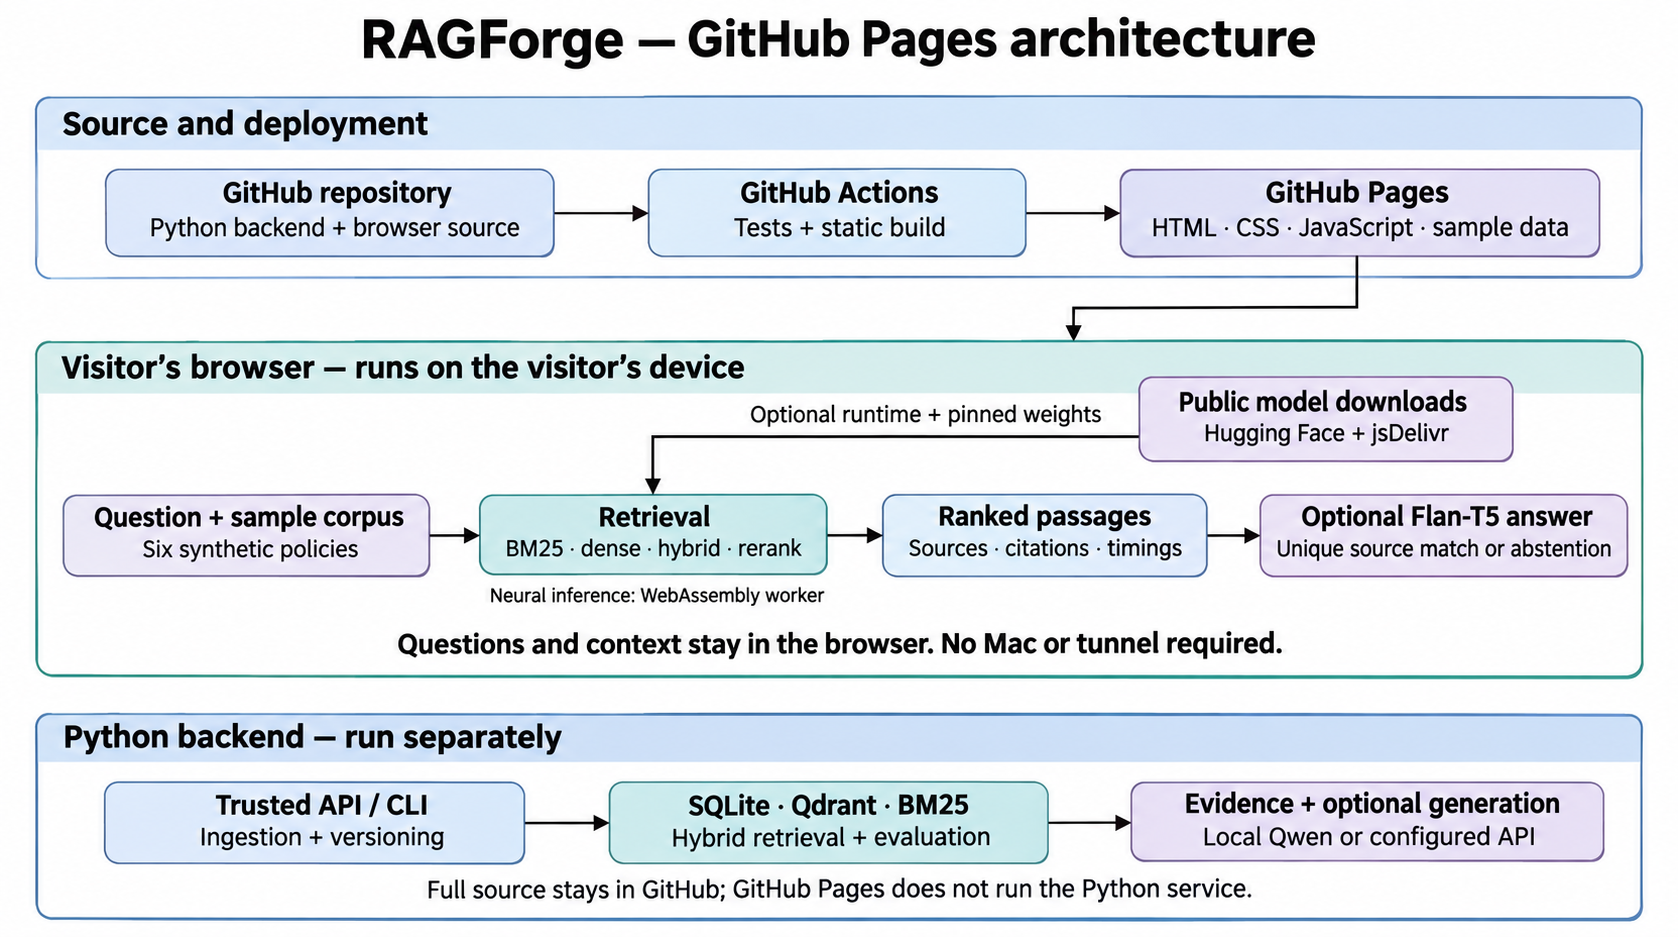 RAGForge — GitHub Pages architecture
Source and deployment
GitHub repository
Python backend + browser source
GitHub Actions
Tests + static build
GitHub Pages
HTML · CSS · JavaScript · sample data
Visitor’s browser — runs on the visitor’s device
Public model downloads
Hugging Face + jsDelivr
Optional runtime + pinned weights
Question + sample corpus
Six synthetic policies
Retrieval
BM25 · dense · hybrid · rerank
Neural inference: WebAssembly worker
Ranked passages
Sources · citations · timings
Optional Flan-T5 answer
Unique source match or abstention
Questions and context stay in the browser. No Mac or tunnel required.
Python backend — run separately
Trusted API / CLI
Ingestion + versioning
SQLite · Qdrant · BM25
Hybrid retrieval + evaluation
Evidence + optional generation
Local Qwen or configured API
Full source stays in GitHub; GitHub Pages does not run the Python service.